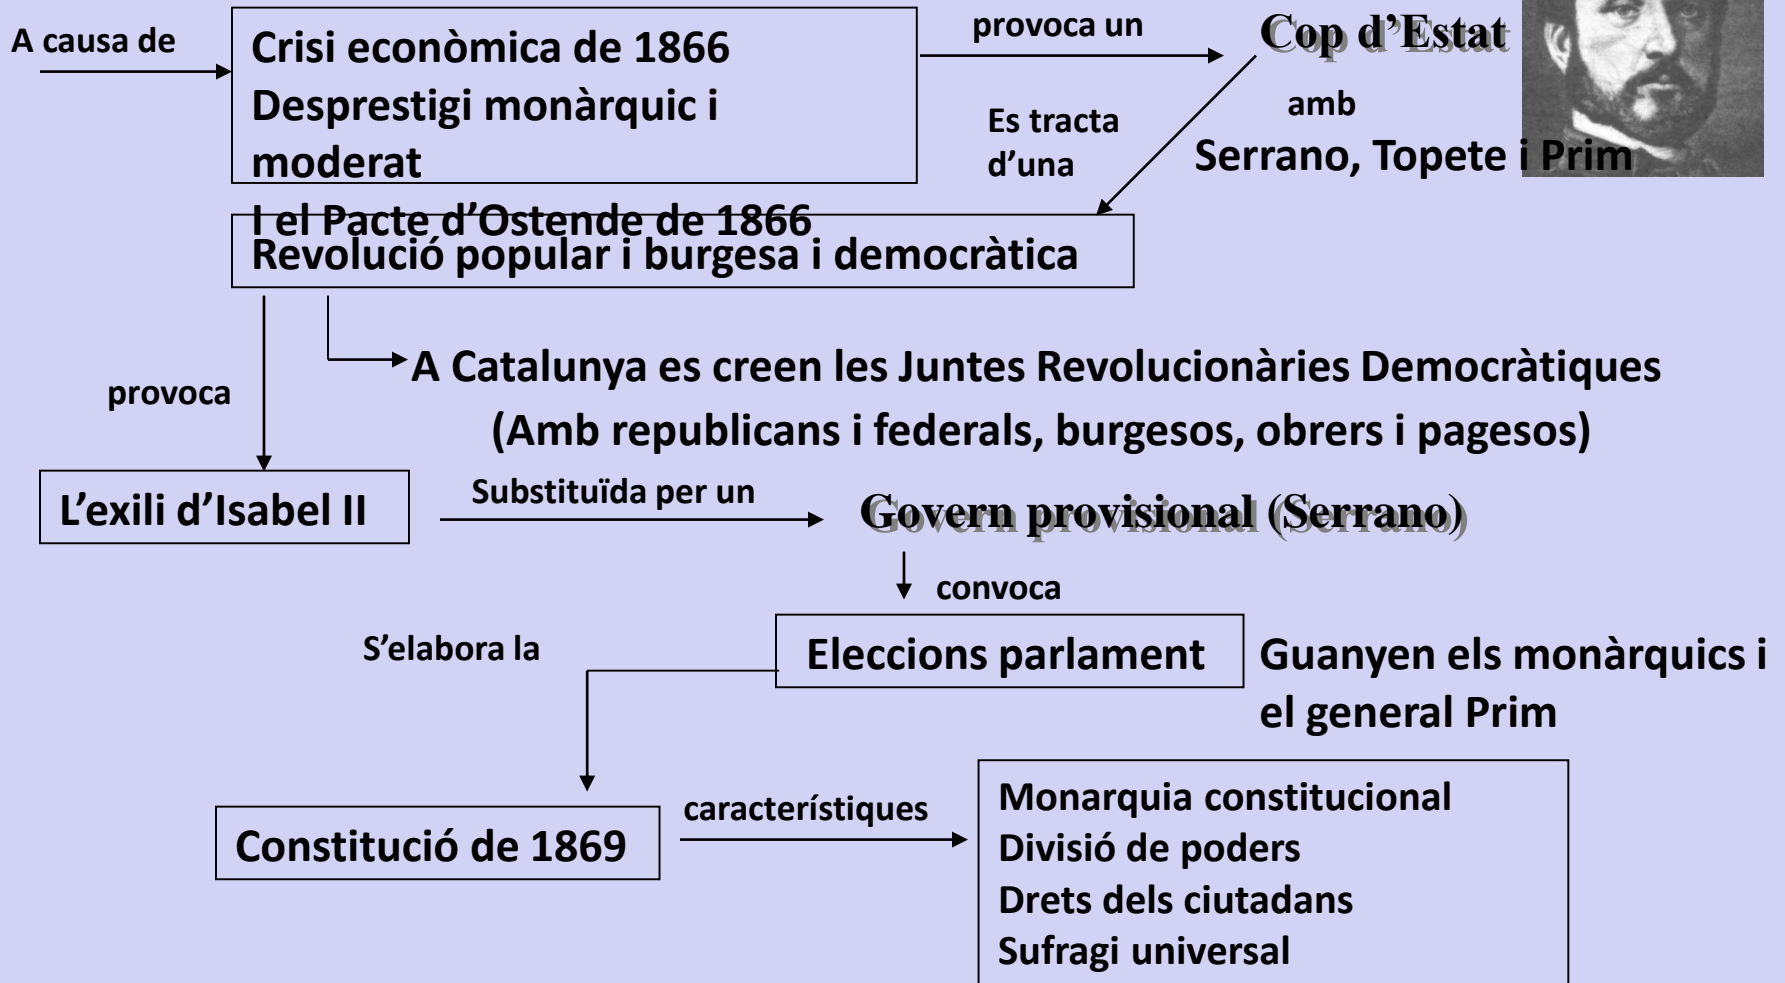 A causa de
Crisi econòmica de 1866
Desprestigi monàrquic i
moderat
I el Pacte d'Ostende de 1866
provoca un
Cop d'Estat
amb
Serrano, Topete i Prim
Es tracta
d'una
Revolució popular i burgesa i democràtica
A Catalunya es creen les Juntes Revolucionàries Democràtiques
(Amb republicans i federals, burgesos, obrers i pagesos)
provoca
L'exili d'Isabel II
Substituïda per un
Govern provisional (Serrano)
convoca
Eleccions parlament
Guanyen els monàrquics i
el general Prim
S'elabora la
Constitució de 1869
característiques
Monarquia constitucional
Divisió de poders
Drets dels ciutadans
Sufragi universal